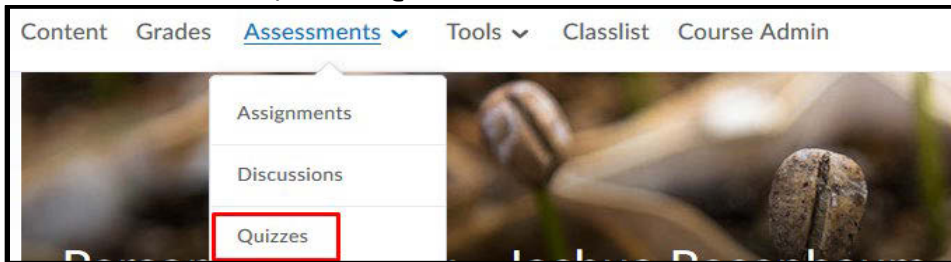 Content Grades Assessments Tools Classlist Course Admin
Assignments
Discussions
Quizzes